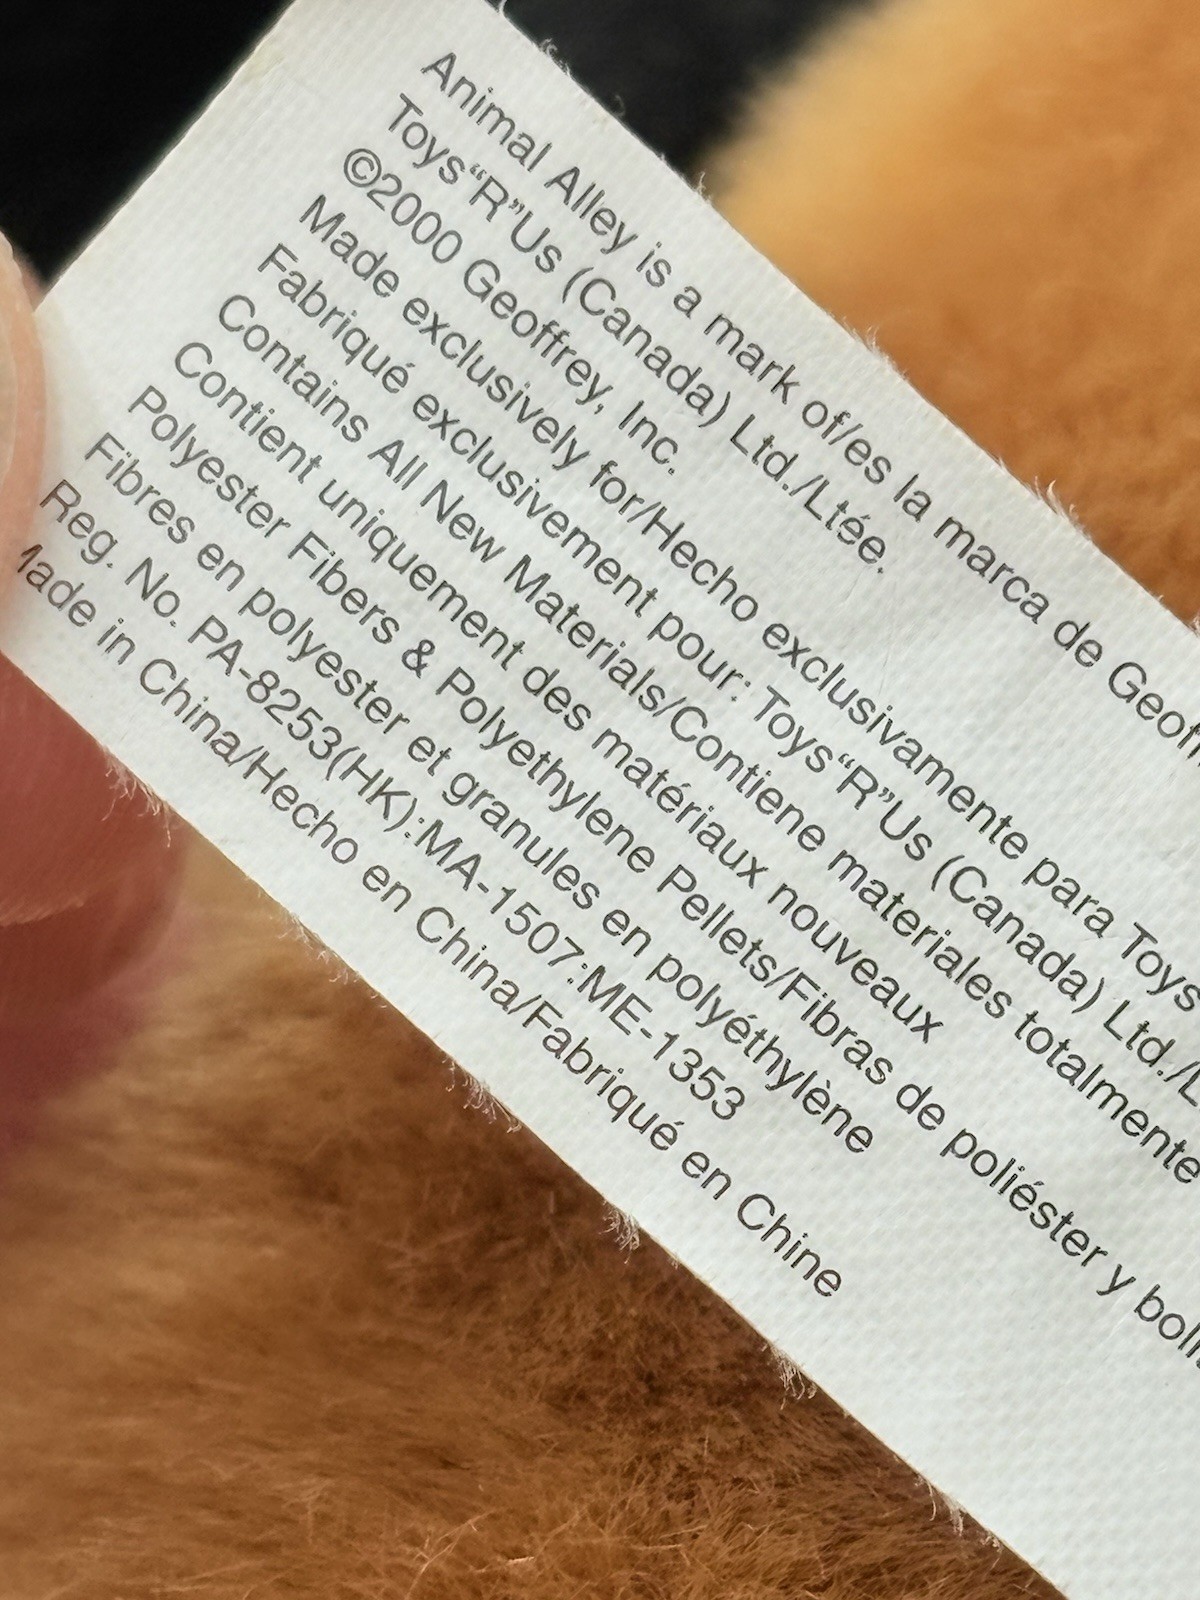 Animal Alley is a mark of/es la marca de
Toys“R”Us (Canada) Ltd./Ltée.
©2000 Geoffrey, Inc.
Made exclusively for/Hecho exclusivamente para Toys
Fabriqué exclusivement pour: Toys“R”Us (Canada) Ltd./
Contains All New Materials/Contiene materiales totalmente
Contient uniquement des matériaux nouveaux
Polyester Fibers & Polyethylene Pellets/Fibras de poliéster y
Fibres en polyester et granules en polyéthylène
Reg. No. PA-8253(HK):MA-1507:ME-1353
Made in China/Hecho en China/Fabriqué en Chine